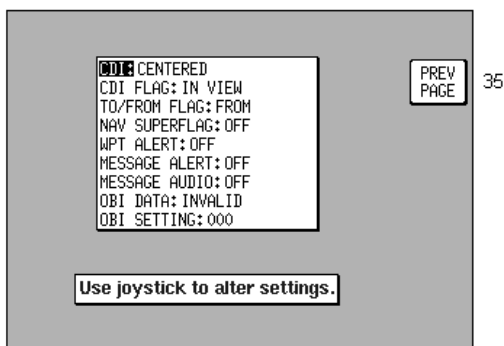 CDI: CENTERED
CDI FLAG: IN VIEW
TO/FROM FLAG: FROM
NAV SUPERFLAG: OFF
WPT ALERT: OFF
MESSAGE ALERT: OFF
MESSAGE AUDIO: OFF
OBI DATA: INVALID
OBI SETTING: 000
PREV
PAGE
35
Use joystick to alter settings.